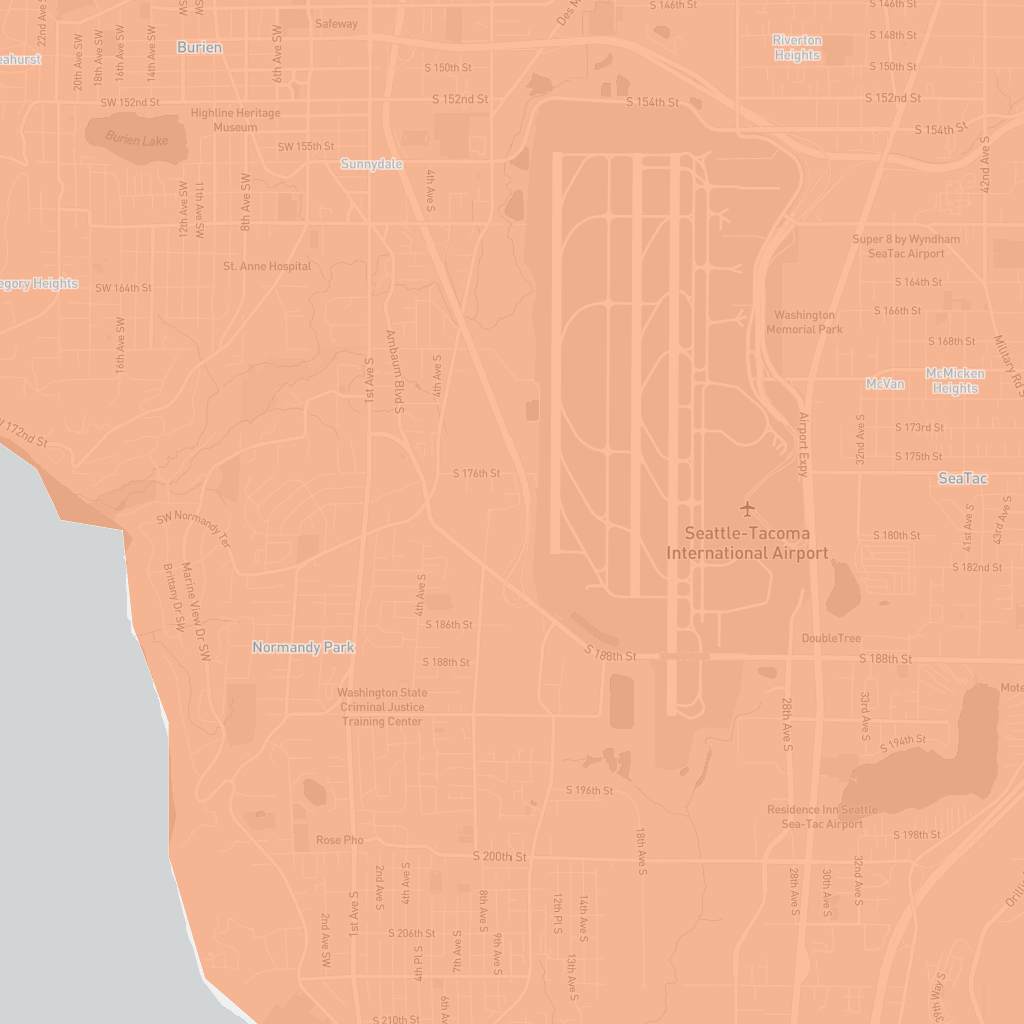 S 146th St
S 146th St
22nd Ave SW
SW
SW
Safeway
Des M
Burien
Riverton
Heights
S 148th St
20th Ave SW
18th Ave SW
16th Ave SW
14th Ave SW
6th Ave SW
eahurst
S 150th St
S 150th St
SW 152nd St
S 152nd St
S 154th St
S 152nd St
Highline Heritage
Museum
S 154th St
Burien Lake
SW 155th St
Sunnydale
42nd Ave S
12th Ave SW
11th Ave SW
8th Ave SW
4th Ave S
Super 8 by Wyndham
SeaTac Airport
St. Anne Hospital
egory Heights
SW 164th St
S 164th St
S 166th St
Washington
Memorial Park
16th Ave SW
S 168th St
Military Rd S
1st Ave S
Ambaum Blvd S
4th Ave S
McVan
McMicken
Heights
W 172nd St
Airport Expy
32nd Ave S
S 173rd St
S 175th St
S 176th St
SeaTac
SW Normandy Ter
Seattle-Tacoma
International Airport
41st Ave S
43rd Ave S
S 180th St
S 182nd St
Brittany Dr SW
Marine View Dr SW
4th Ave S
S 186th St
DoubleTree
Normandy Park
S 188th St
S 188th St
S 188th St
Washington State
Criminal Justice
Training Center
Mote
28th Ave S
33rd Ave S
S 194th St
S 196th St
Residence Inn Seattle
Sea-Tac Airport
Rose Pho
18th Ave S
S 198th St
S 200th St
2nd Ave S
4th Ave S
28th Ave S
30th Ave S
32nd Ave S
Orilli
1st Ave S
8th Ave S
12th Pl S
14th Ave S
2nd Ave SW
S 206th St
7th Ave S
9th Ave S
4th Pl S
13th Ave S
36th Way S
6th Av
S 210th St